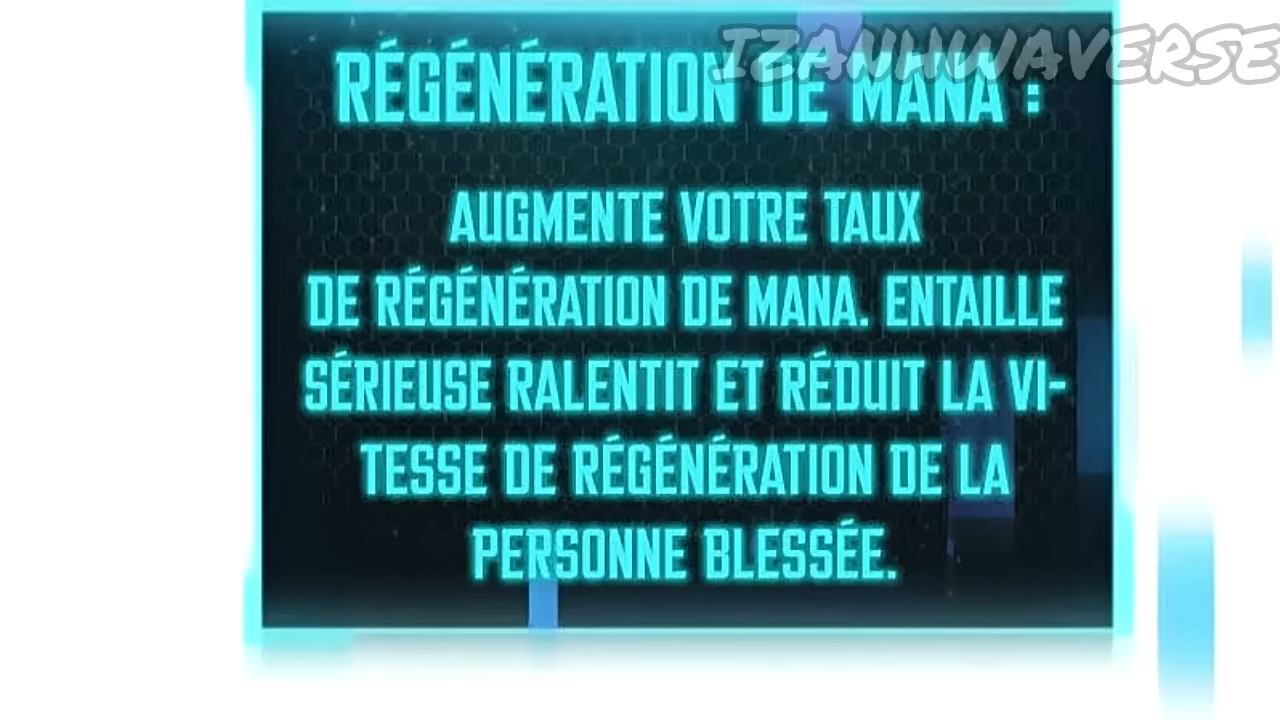 IZANHWAVERSE
RÉGÉNÉRATION DE MANA :
AUGMENTE VOTRE TAUX
DE RÉGÉNÉRATION DE MANA. ENTAILLE
SÉRIEUSE RALENTIT ET RÉDUIT LA VI-
TESSE DE RÉGÉNÉRATION DE LA
PERSONNE BLESSÉE.